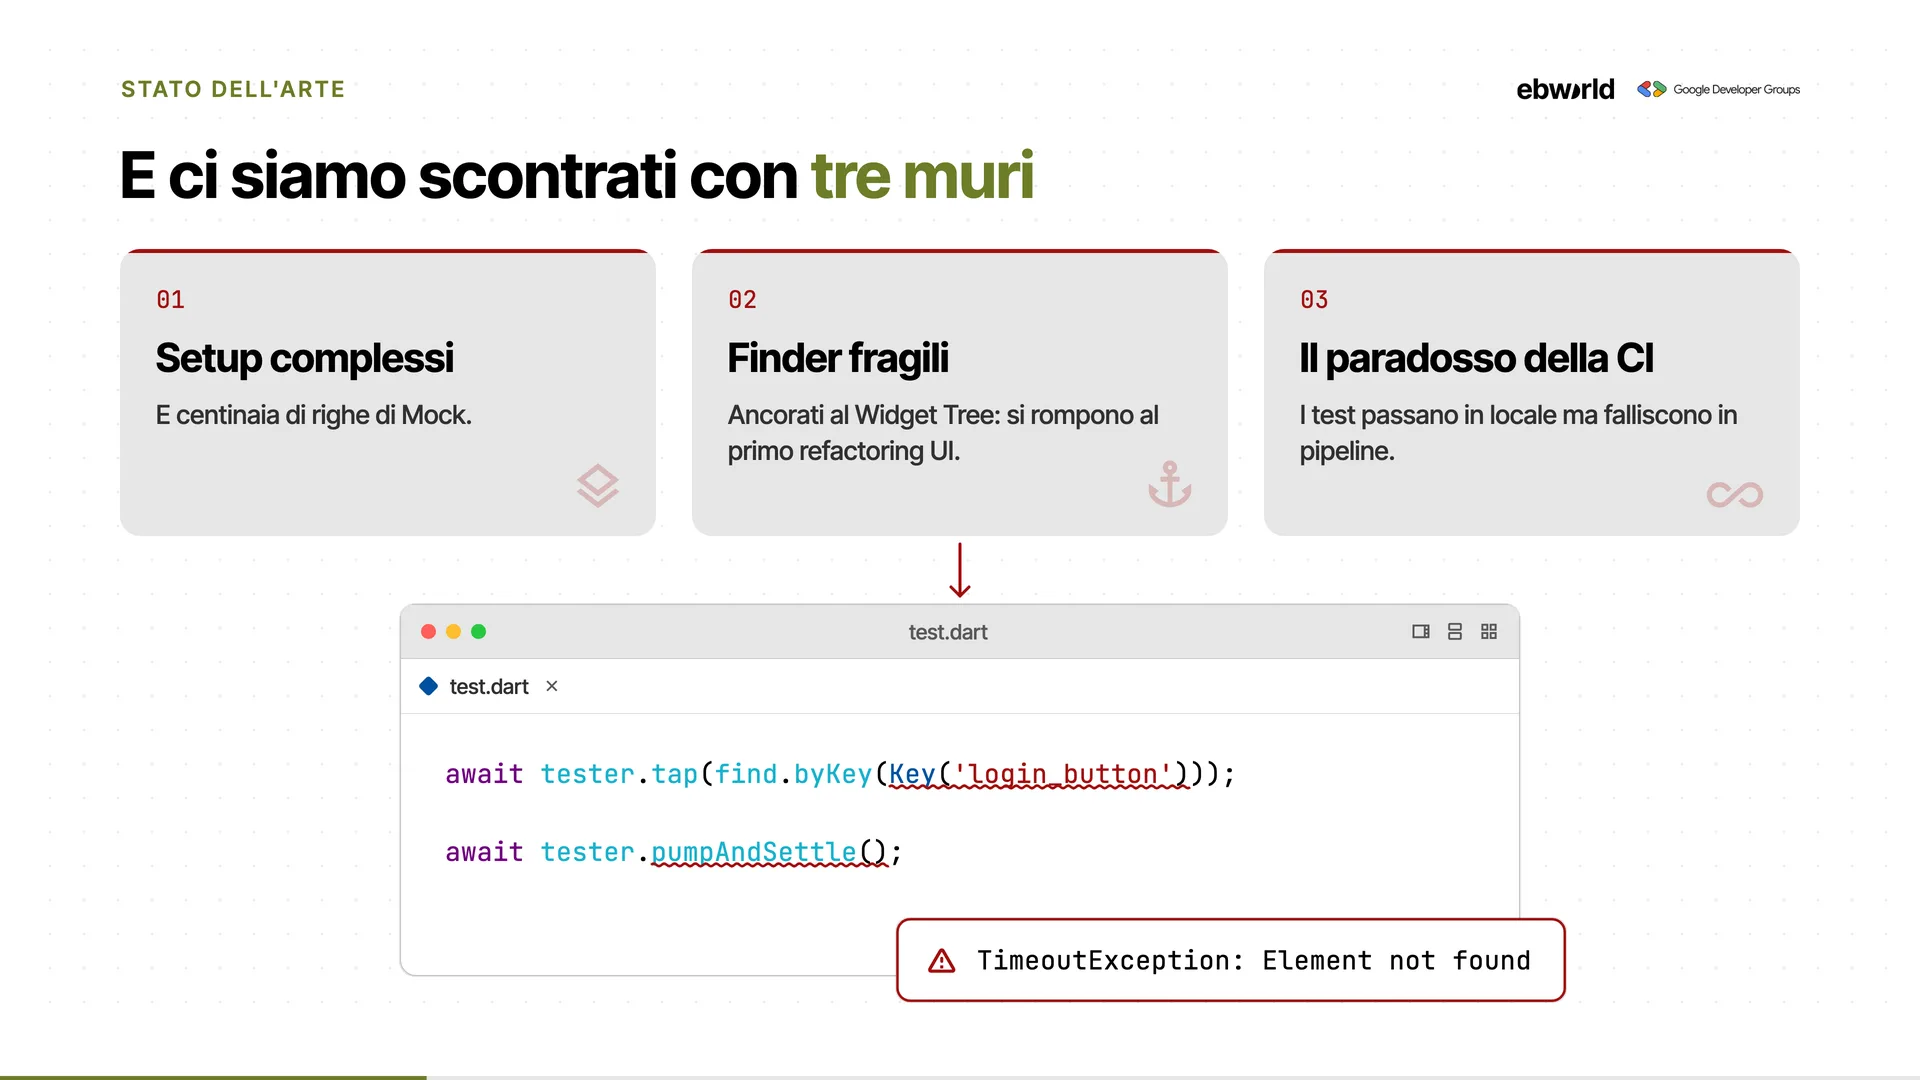 STATO DELL'ARTE
ebworld
Google Developer Groups
E ci siamo scontrati con tre muri
01
Setup complessi
E centinaia di righe di Mock.
02
Finder fragili
Ancorati al Widget Tree: si rompono al
primo refactoring UI.
03
Il paradosso della CI
I test passano in locale ma falliscono in
pipeline.
test.dart
test.dart
await tester.tap(find.byKey(Key('login_button')));
await tester.pumpAndSettle();
TimeoutException: Element not found